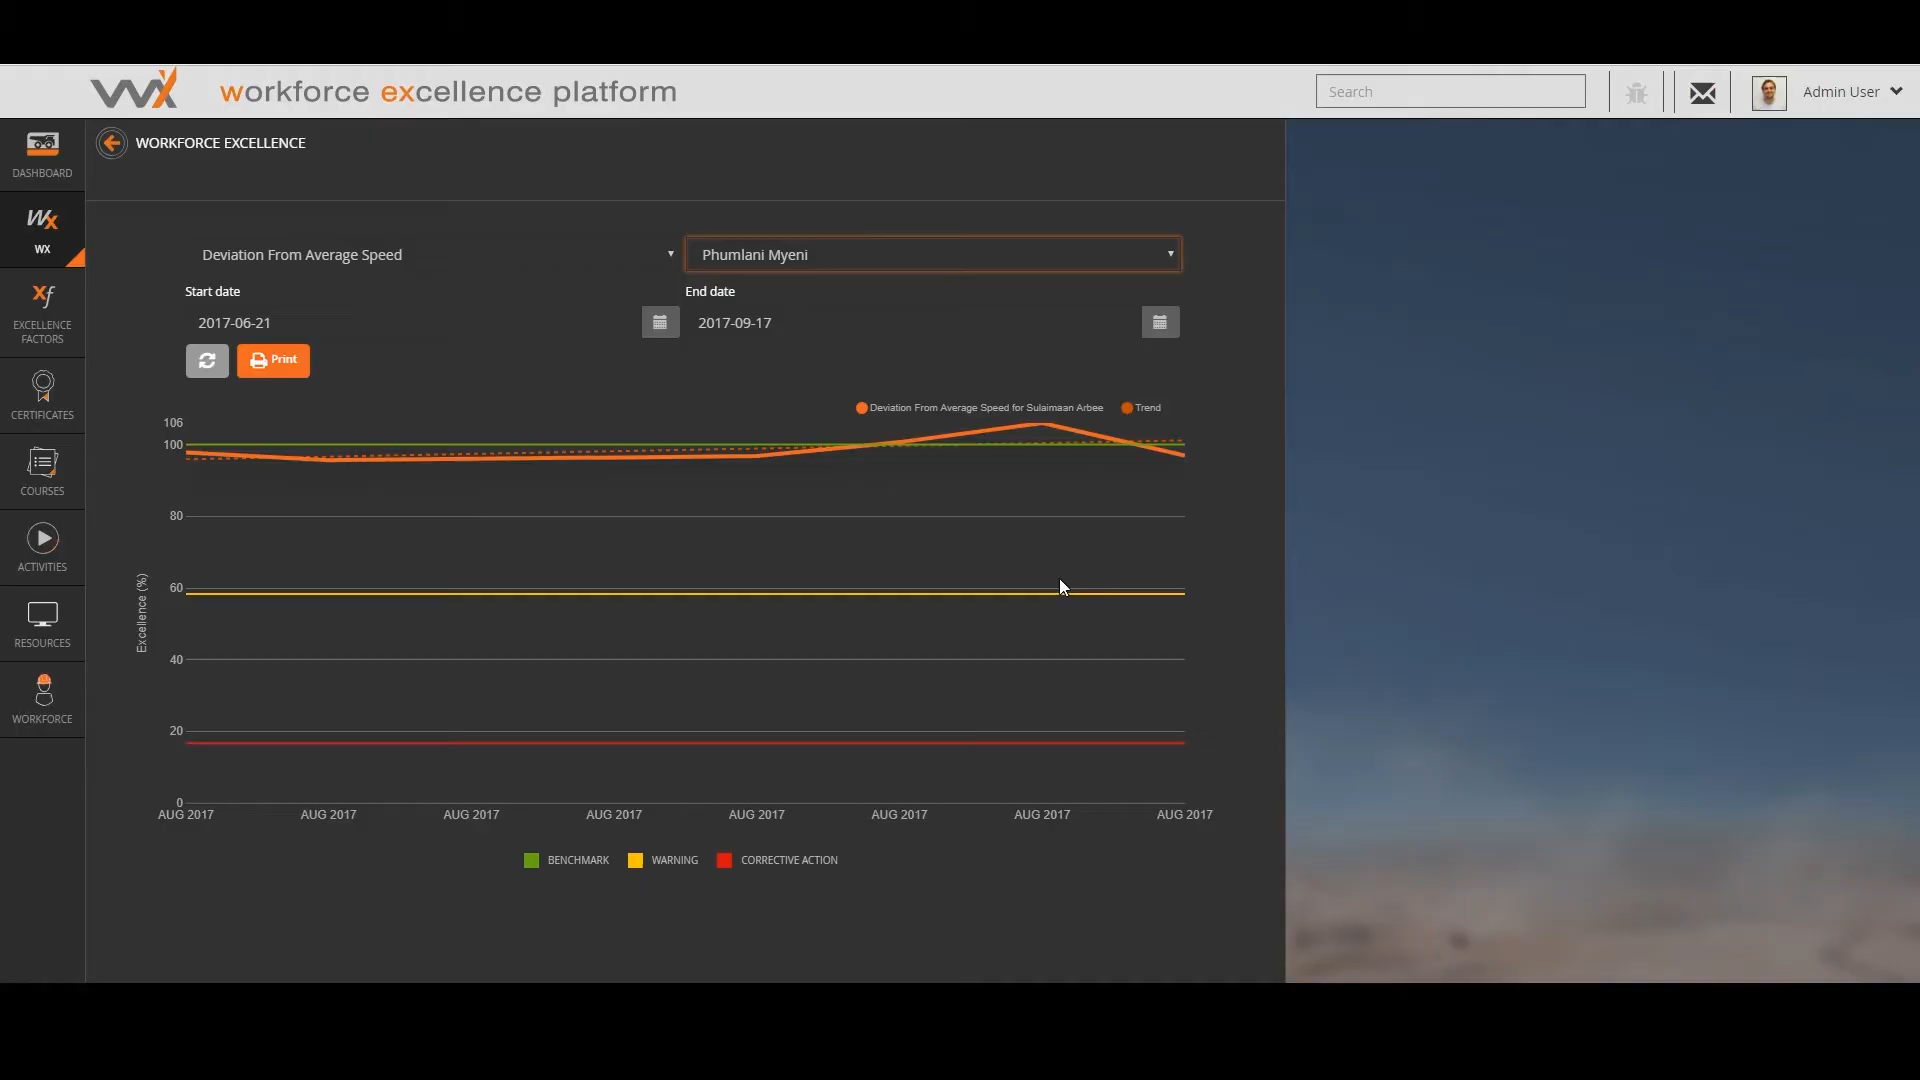 WX workforce excellence platform
Search
Admin User
DASHBOARD
Wx
WX
Xf
EXCELLENCE
FACTORS
CERTIFICATES
COURSES
ACTIVITIES
RESOURCES
WORKFORCE
WORKFORCE EXCELLENCE
Deviation From Average Speed
Phumlani Myeni
Start date
End date
2017-06-21
2017-09-17
Print
Deviation From Average Speed for Sulaimaan Arbee Trend
106
100
80
60
40
20
0
Excellence (%)
AUG 2017 AUG 2017 AUG 2017 AUG 2017 AUG 2017 AUG 2017 AUG 2017 AUG 2017
BENCHMARK WARNING CORRECTIVE ACTION